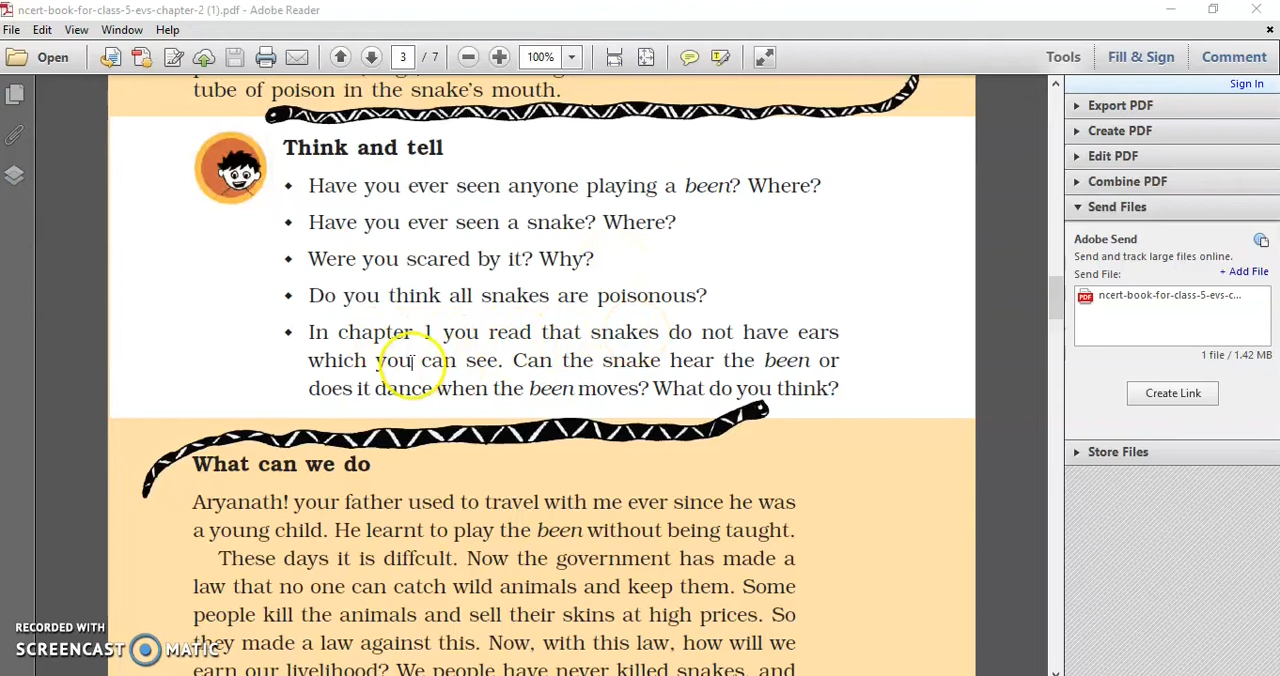 ncert-book-for-class-5-evs-chapter-2 (1).pdf - Adobe Reader
File Edit View Window Help
Open 3 / 7 100% Tools Fill & Sign Comment
Sign In
Export PDF
Create PDF
Edit PDF
Combine PDF
Send Files
Adobe Send
Send and track large files online.
Send File:
+ Add File
ncert-book-for-class-5-evs-c...
1 file / 1.42 MB
Create Link
Store Files
tube of poison in the snake's mouth.
Think and tell
• Have you ever seen anyone playing a been? Where?
• Have you ever seen a snake? Where?
• Were you scared by it? Why?
• Do you think all snakes are poisonous?
• In chapter 1 you read that snakes do not have ears
which you can see. Can the snake hear the been or
does it dance when the been moves? What do you think?
What can we do
Aryanath! your father used to travel with me ever since he was
a young child. He learnt to play the been without being taught.
These days it is diffcult. Now the government has made a
law that no one can catch wild animals and keep them. Some
people kill the animals and sell their skins at high prices. So
they made a law against this. Now, with this law, how will we
earn our livelihood? We people have never killed snakes, and
RECORDED WITH
SCREENCAST MATIC